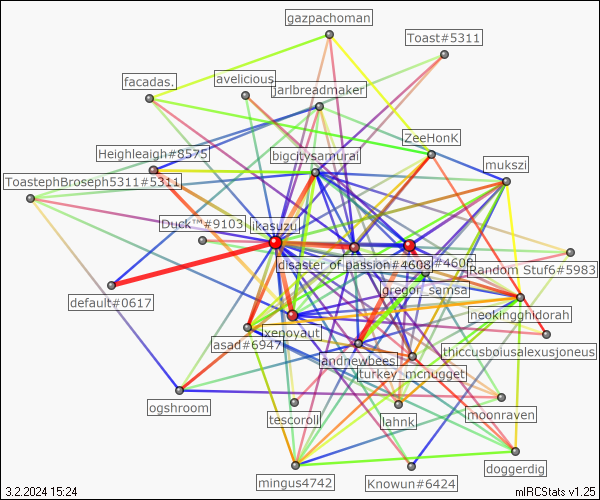 gazpachoman
Toast#5311
facadas.
avelicious
jarlbreadmaker
ZeeHonK
Heighleaigh#8575
bigcitysamurai
mukszi
ToastephBroseph5311#5311
Duck™#9103
ikasuzu
disaster of passion#4608
#4606
Random Stuf6#5983
gregor_samsa
default#0617
neokingghidorah
xenoyaut
asad#6947
andnewbees
thiccusboiusalexusjoneus
turkey_mcnugget
ogshroom
tescoroll
lahnk
moonraven
doggerdig
mingus4742
Knowun#6424
3.2.2024 15:24
mIRCStats v1.25